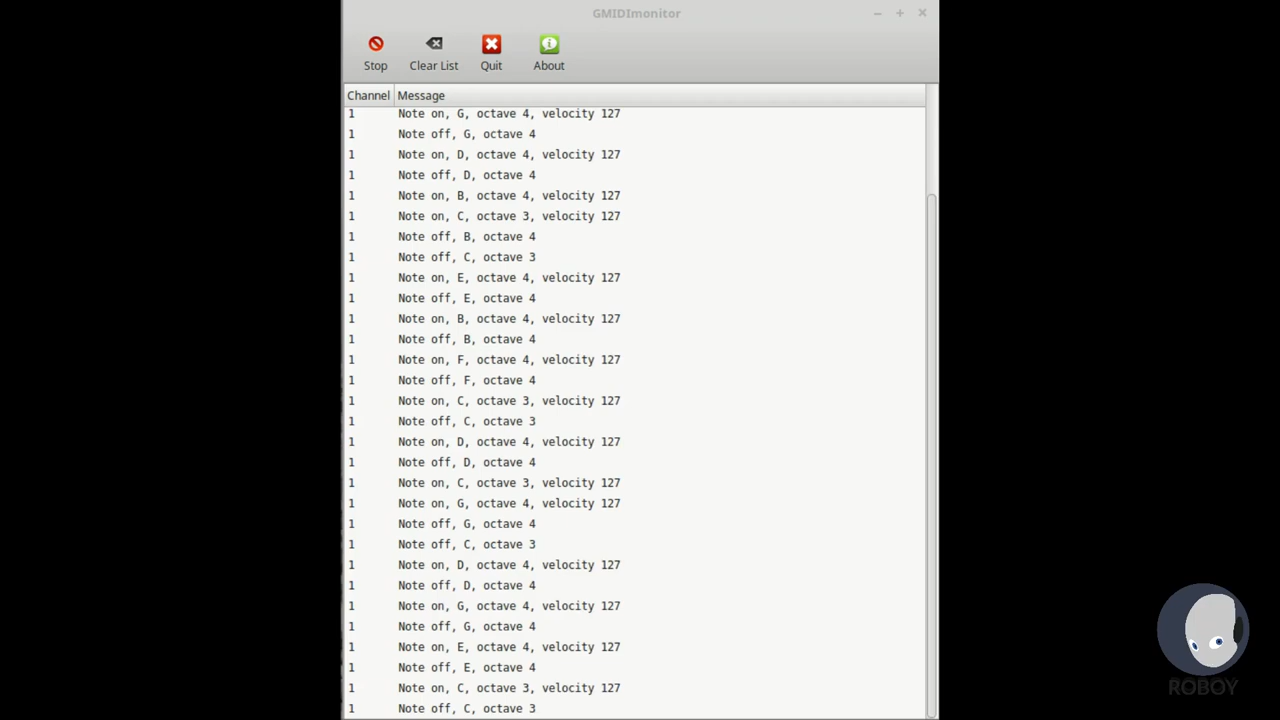 GMIDImonitor
Stop Clear List Quit About
Channel Message
1 Note on, G, octave 4, velocity 127
1 Note off, G, octave 4
1 Note on, D, octave 4, velocity 127
1 Note off, D, octave 4
1 Note on, B, octave 4, velocity 127
1 Note on, C, octave 3, velocity 127
1 Note off, B, octave 4
1 Note off, C, octave 3
1 Note on, E, octave 4, velocity 127
1 Note off, E, octave 4
1 Note on, B, octave 4, velocity 127
1 Note off, B, octave 4
1 Note on, F, octave 4, velocity 127
1 Note off, F, octave 4
1 Note on, C, octave 3, velocity 127
1 Note off, C, octave 3
1 Note on, D, octave 4, velocity 127
1 Note off, D, octave 4
1 Note on, C, octave 3, velocity 127
1 Note on, G, octave 4, velocity 127
1 Note off, G, octave 4
1 Note off, C, octave 3
1 Note on, D, octave 4, velocity 127
1 Note off, D, octave 4
1 Note on, G, octave 4, velocity 127
1 Note off, G, octave 4
1 Note on, E, octave 4, velocity 127
1 Note off, E, octave 4
1 Note on, C, octave 3, velocity 127
1 Note off, C, octave 3
ROBOY